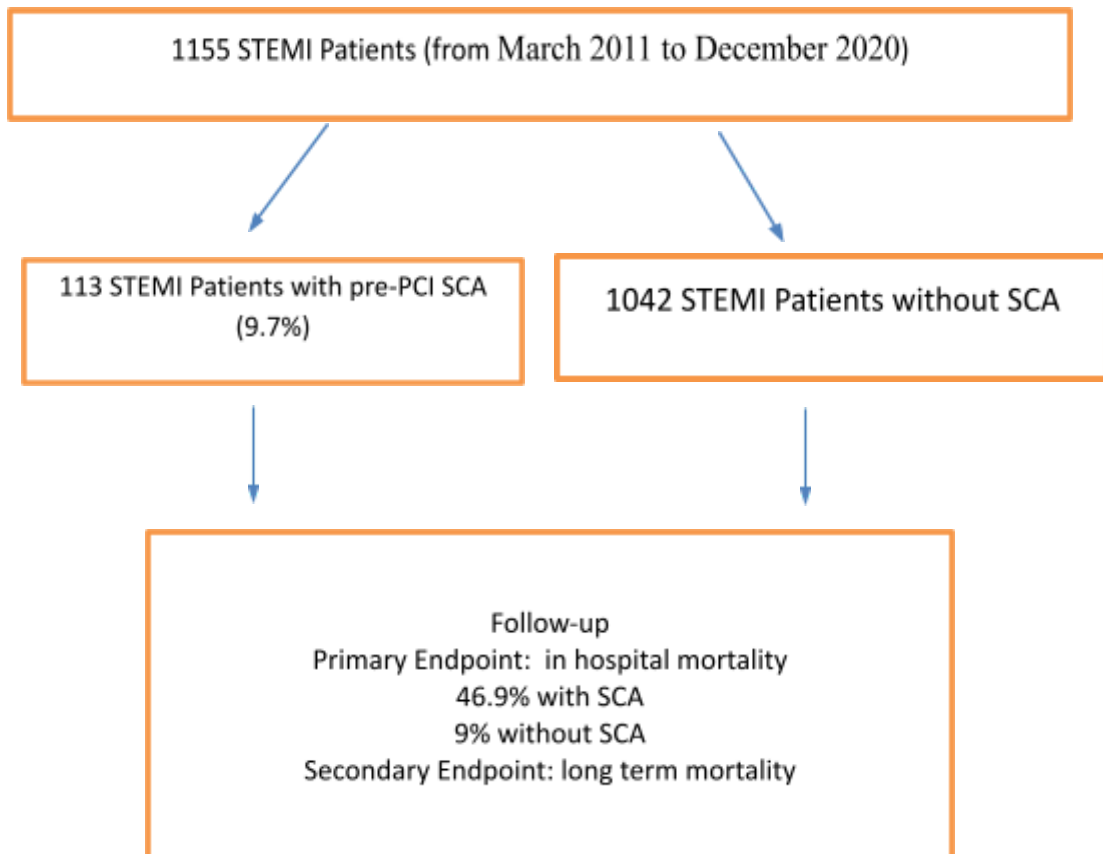 1155 STEMI Patients (from March 2011 to December 2020)
113 STEMI Patients with pre-PCI SCA
(9.7%)
1042 STEMI Patients without SCA
Follow-up
Primary Endpoint: in hospital mortality
46.9% with SCA
9% without SCA
Secondary Endpoint: long term mortality